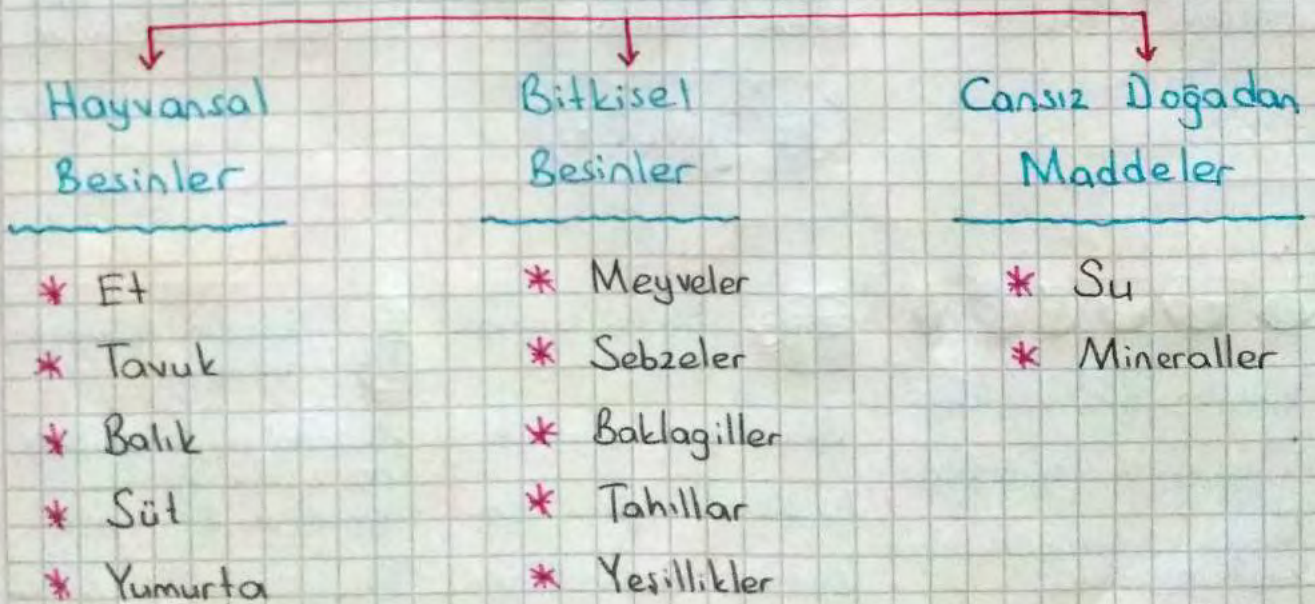 Hayvansal
Besinler
* Et
* Tavuk
* Balık
* Süt
* Yumurta
Bitkisel
Besinler
* Meyveler
* Sebzeler
* Baklagiller
* Tahıllar
* Yeşillikler
Cansız Doğadan
Maddeler
* Su
* Mineraller